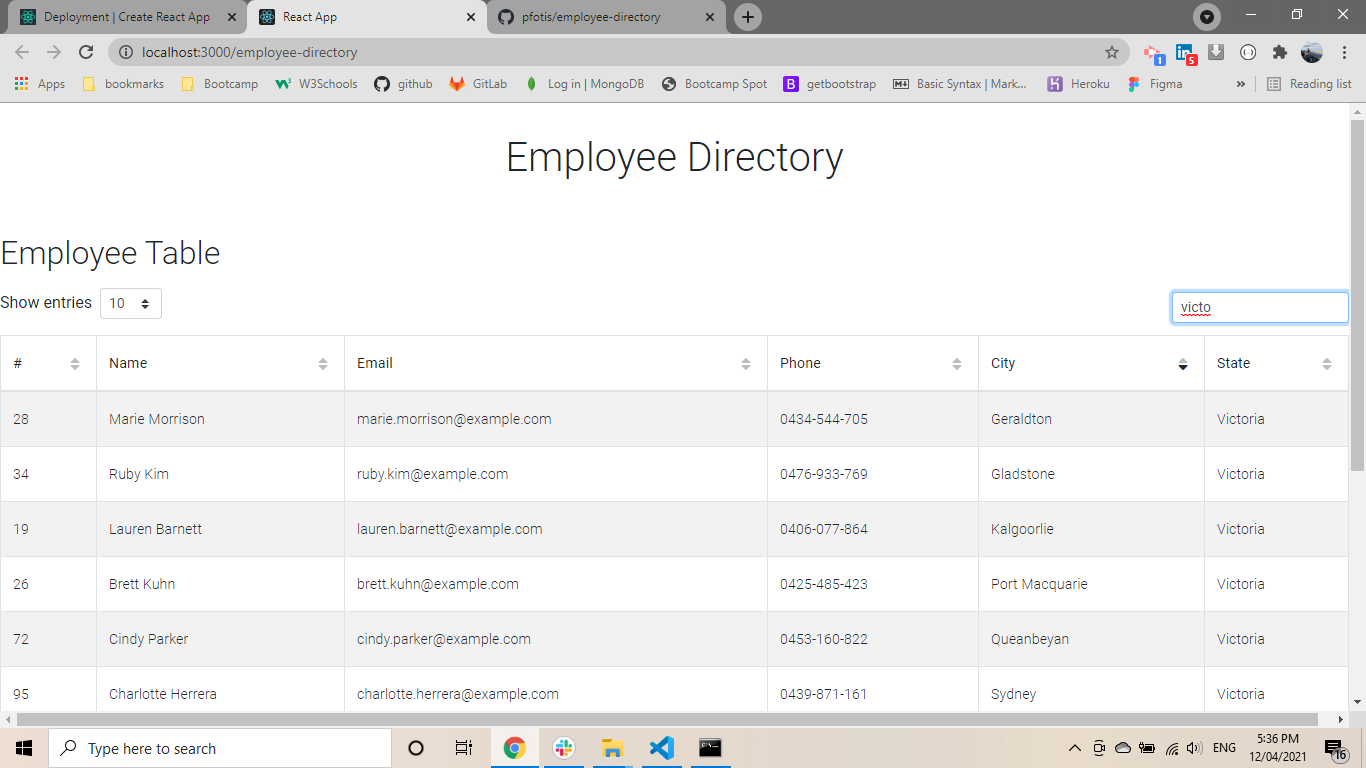 Deployment | Create React App
React App
pfotis/employee-directory
localhost:3000/employee-directory
1
5
Apps
bookmarks
Bootcamp
W3Schools
github
GitLab
Log in | MongoDB
Bootcamp Spot
getbootstrap
Basic Syntax | Mark...
Heroku
Figma
»
Reading list
Employee Directory
Employee Table
Show entries 10
victo
# Name Email Phone City State
28 Marie Morrison marie.morrison@example.com 0434-544-705 Geraldton Victoria
34 Ruby Kim ruby.kim@example.com 0476-933-769 Gladstone Victoria
19 Lauren Barnett lauren.barnett@example.com 0406-077-864 Kalgoorlie Victoria
26 Brett Kuhn brett.kuhn@example.com 0425-485-423 Port Macquarie Victoria
72 Cindy Parker cindy.parker@example.com 0453-160-822 Queanbeyan Victoria
95 Charlotte Herrera charlotte.herrera@example.com 0439-871-161 Sydney Victoria
Type here to search
ENG
5:36 PM
12/04/2021
16